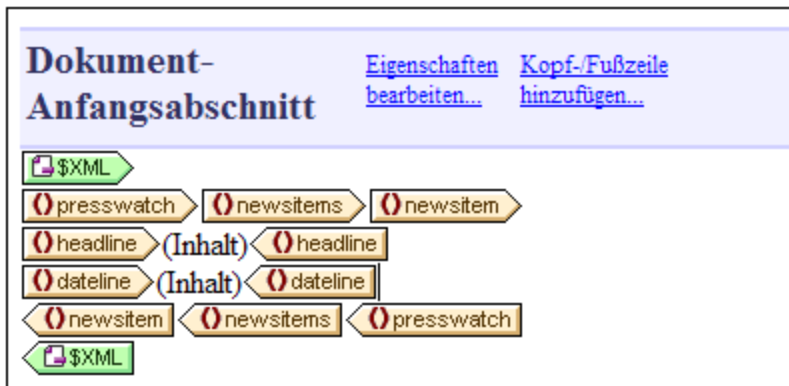 Dokument-
Anfangsabschnitt
Eigenschaften
bearbeiten...
Kopf-/Fußzeile
hinzufügen...
$XML
()presswatch ()newsitems ()newsitem
()headline (Inhalt) ()headline
()dateline (Inhalt) ()dateline
()newsitem ()newsitems ()presswatch
$XML